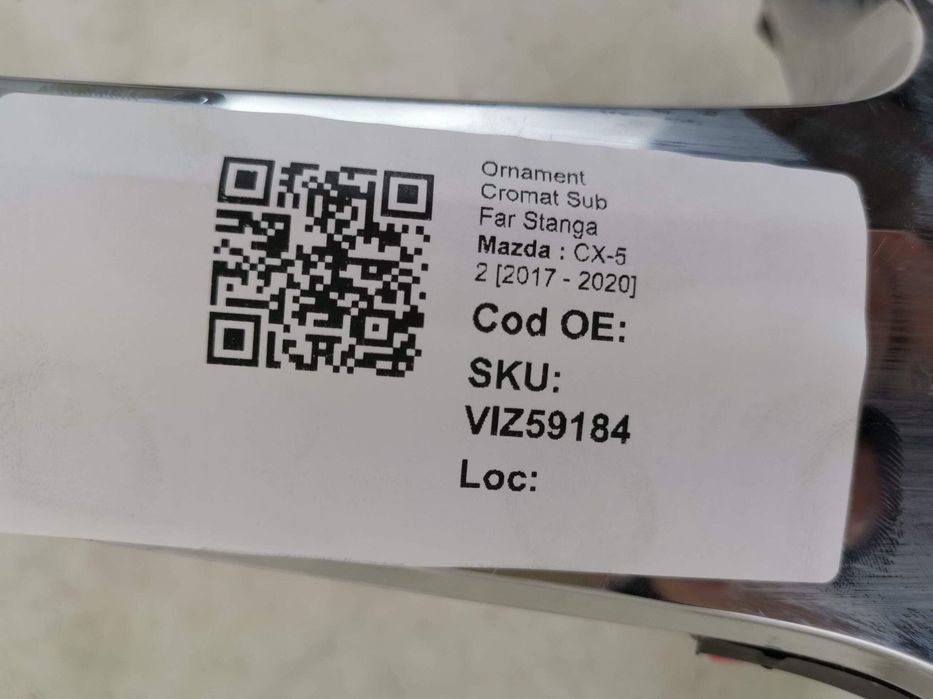 Ornament
Cromat Sub
Far Stanga
Mazda : CX-5
2 [2017 - 2020]
Cod OE:
SKU:
VIZ59184
Loc: